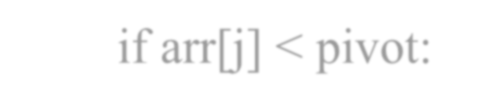 if arr[j] < pivot: